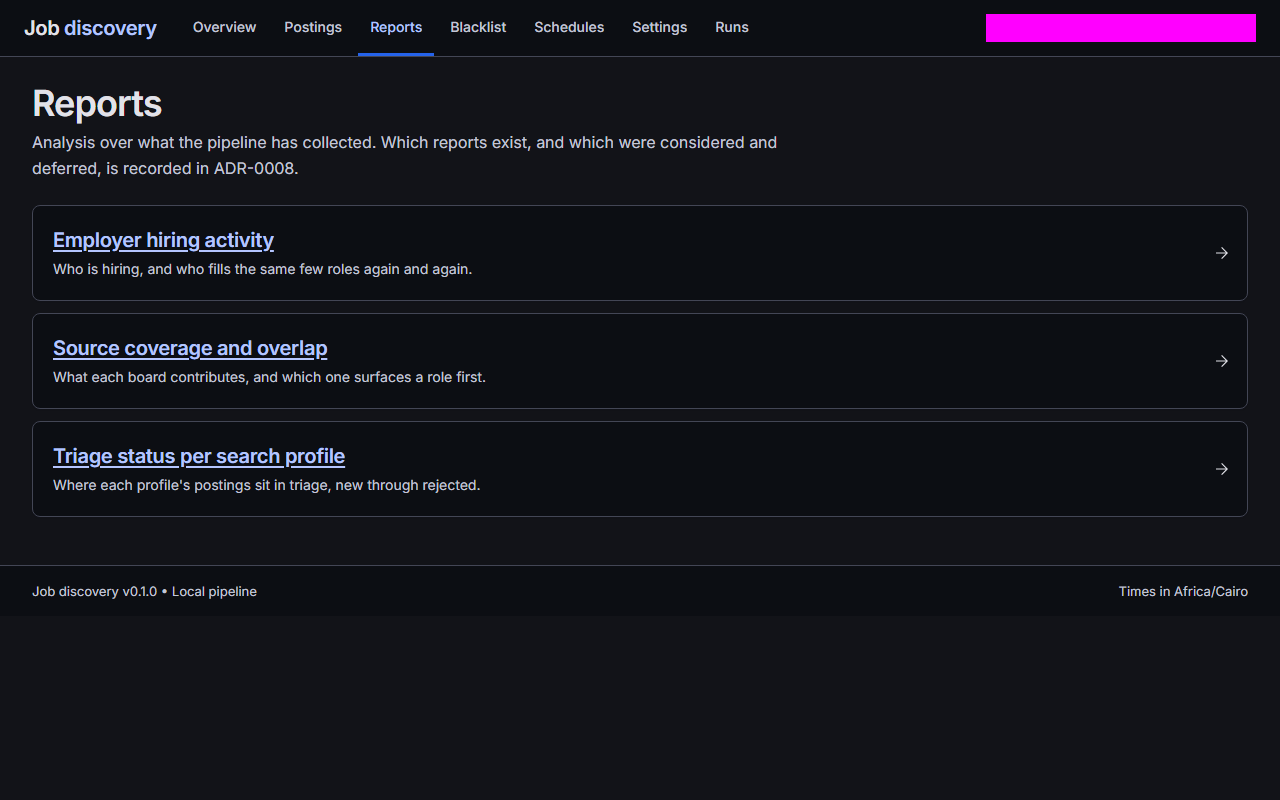 Job discovery
Overview
Postings
Reports
Blacklist
Schedules
Settings
Runs
Reports
Analysis over what the pipeline has collected. Which reports exist, and which were considered and
deferred, is recorded in ADR-0008.
Employer hiring activity
Who is hiring, and who fills the same few roles again and again.
→
Source coverage and overlap
What each board contributes, and which one surfaces a role first.
→
Triage status per search profile
Where each profile's postings sit in triage, new through rejected.
→
Job discovery v0.1.0 • Local pipeline
Times in Africa/Cairo